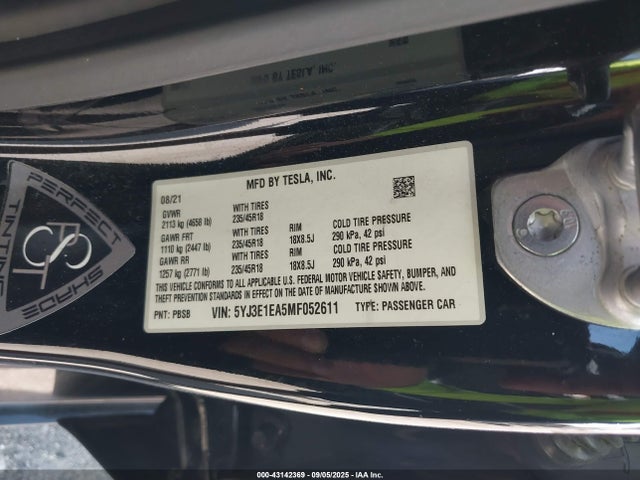 MFD BY TESLA, INC.
08/21
GVWR WITH TIRES
2113 kg (4658 lb) 235/45R18
GAWR FRT WITH TIRES RIM COLD TIRE PRESSURE
1110 kg (2447 lb) 235/45R18 18X8.5J 290 kPa, 42 psi
GAWR RR WITH TIRES RIM COLD TIRE PRESSURE
1257 kg (2771 lb) 235/45R18 18X8.5J 290 kPa, 42 psi
THIS VEHICLE CONFORMS TO ALL APPLICABLE U.S. FEDERAL MOTOR VEHICLE SAFETY, BUMPER, AND
THEFT PREVENTION STANDARDS IN EFFECT ON THE DATE OF MANUFACTURE SHOWN ABOVE.
PNT: PBSB VIN: 5YJ3E1EA5MF052611 TYPE: PASSENGER CAR
PERFECT
SHADE
TINTING
PST
000-43142369 - 09/05/2025 - IAA Inc.